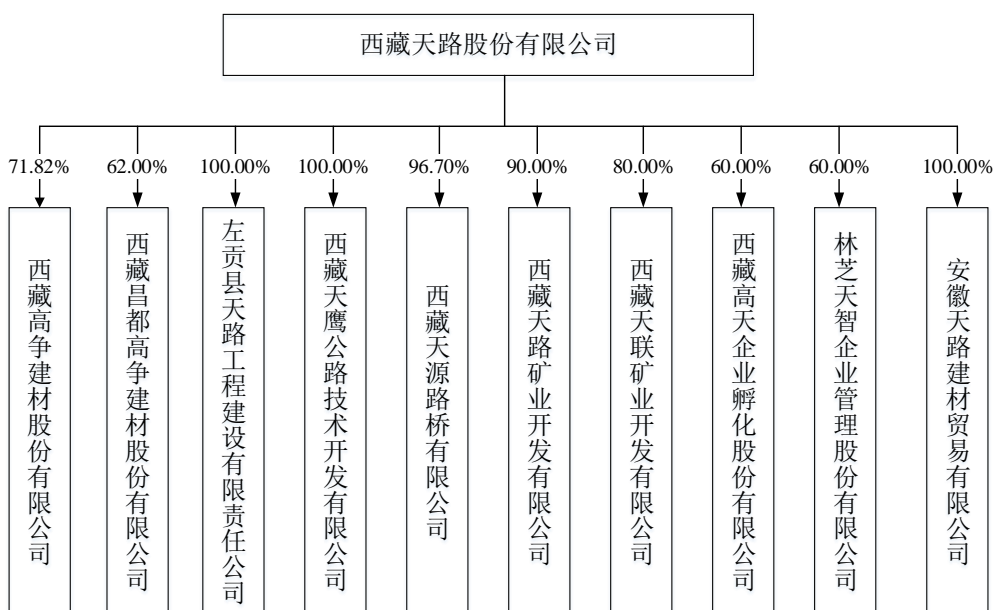 西藏天路股份有限公司
71.82%
62.00%
100.00%
100.00%
96.70%
90.00%
80.00%
60.00%
60.00%
100.00%
西藏高争建材股份有限公司
西藏昌都高争建材股份有限公司
左贡县天路工程建设有限责任公司
西藏天鹰公路技术开发有限公司
西藏天源路桥有限公司
西藏天路矿业开发有限公司
西藏天联矿业开发有限公司
西藏高天企业孵化股份有限公司
林芝天智企业管理股份有限公司
安徽天路建材贸易有限公司